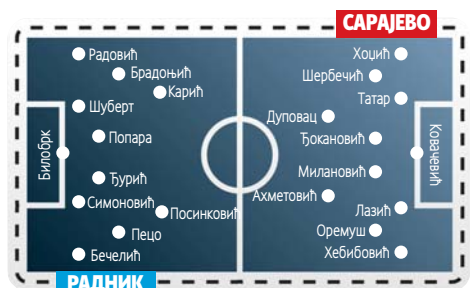 САРАЈЕВО
Радовић
Брадоњић
Карић
Шуберт
Попара
Билобрк
Ђурић
Симоновић
Посинковић
Пецо
Бечелић
РАДНИК
Хоџић
Шербечић
Татар
Дуповац
Ђокановић
Ковачевић
Милановић
Ахметовић
Лазић
Оремуш
Хебибовић